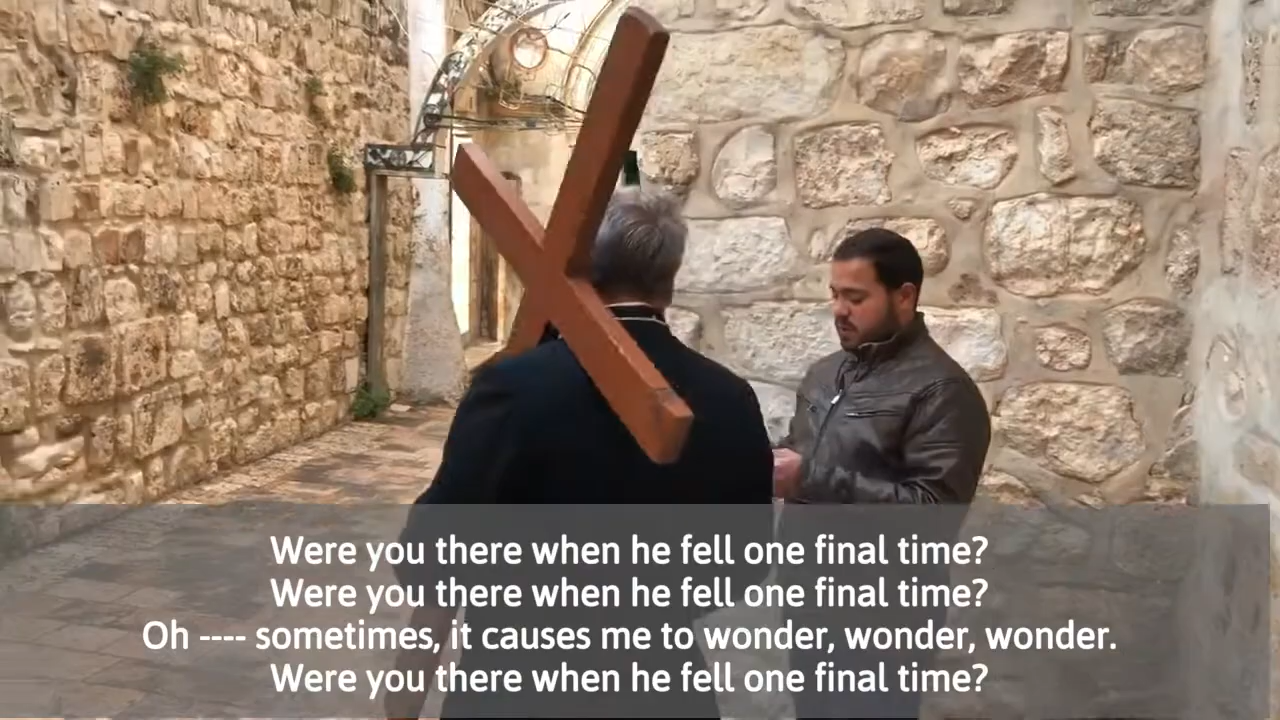 Were you there when he fell one final time?
Were you there when he fell one final time?
Oh ---- sometimes, it causes me to wonder, wonder, wonder.
Were you there when he fell one final time?